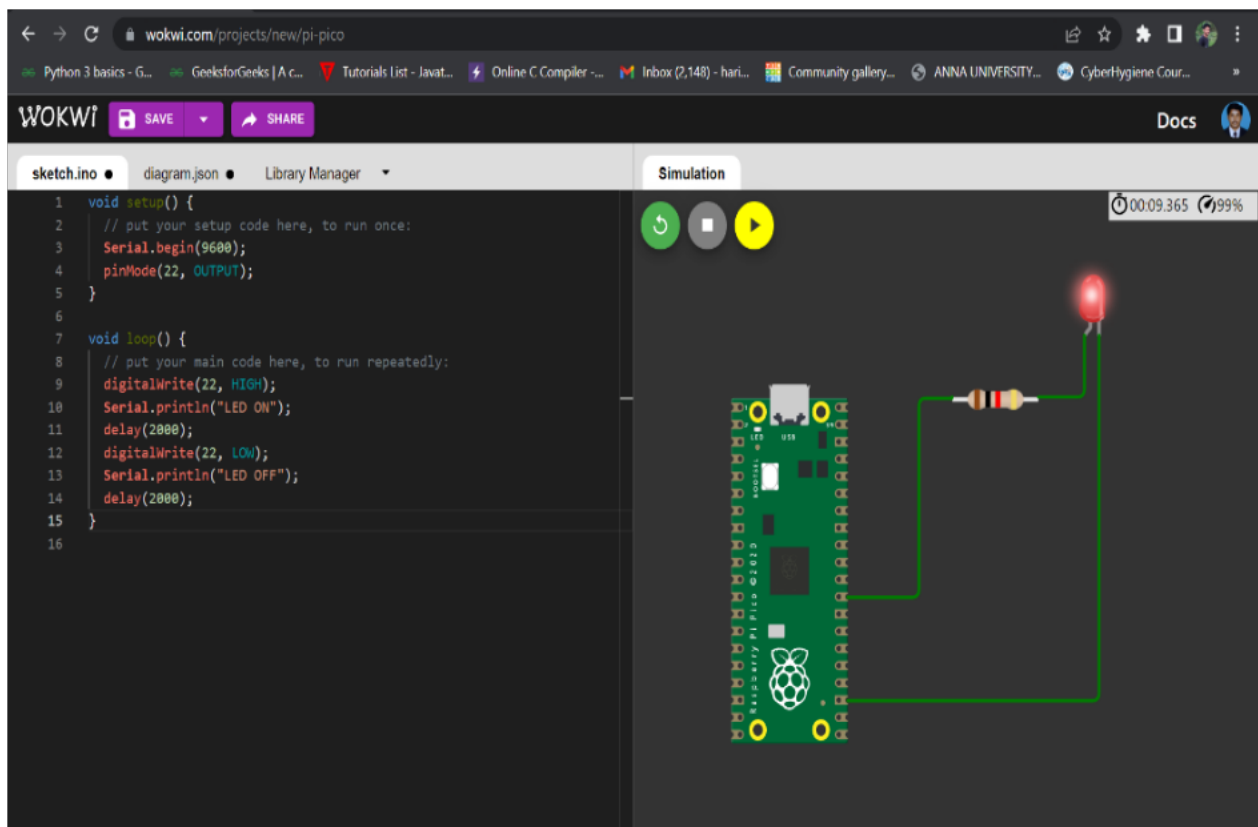 wokwi.com/projects/new/pi-pico
Python 3 basics - G... GeeksforGeeks | A c... Tutorials List - Javat... Online C Compiler -... Inbox (2,148) - hari... Community gallery... ANNA UNIVERSITY... CyberHygiene Cour... »
WOKWi SAVE SHARE Docs
sketch.ino ● diagram.json ● Library Manager Simulation
00:09.365 99%
1 void setup() {
2 // put your setup code here, to run once:
3 Serial.begin(9600);
4 pinMode(22, OUTPUT);
5 }
6
7 void loop() {
8 // put your main code here, to run repeatedly:
9 digitalWrite(22, HIGH);
10 Serial.println("LED ON");
11 delay(2000);
12 digitalWrite(22, LOW);
13 Serial.println("LED OFF");
14 delay(2000);
15 }
16
LED USB
BOOTSEL
Raspberry Pi Pico ©2020